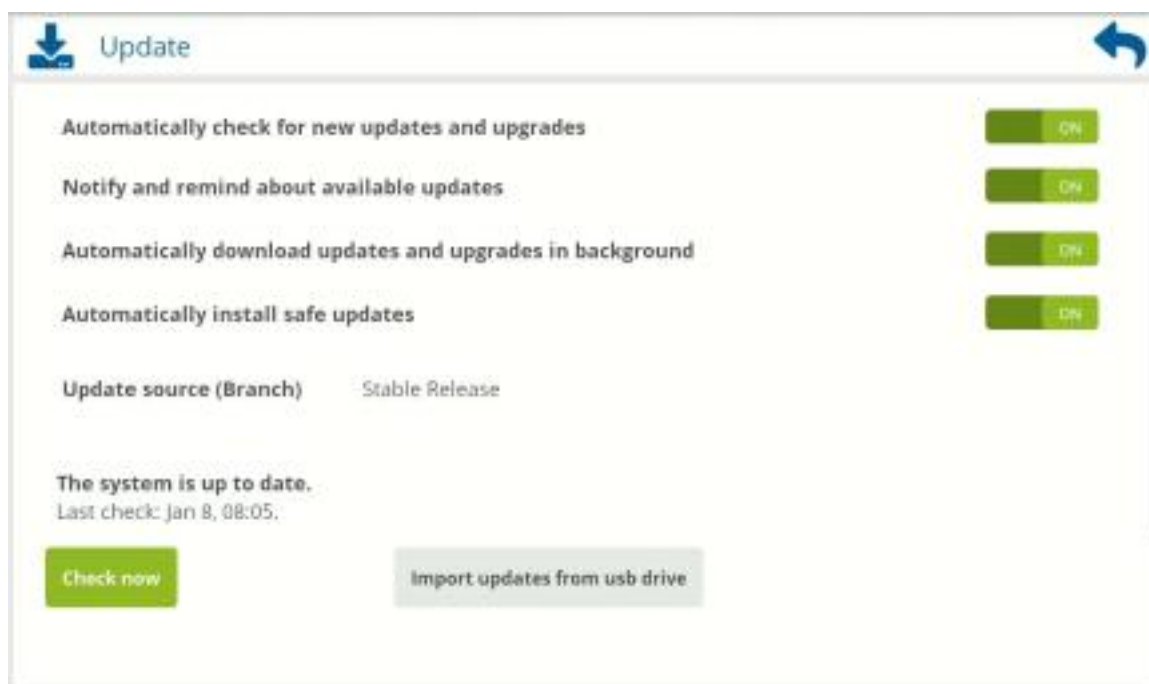 Update
Automatically check for new updates and upgrades ON
Notify and remind about available updates ON
Automatically download updates and upgrades in background ON
Automatically install safe updates ON
Update source (Branch) Stable Release
The system is up to date.
Last check: Jan 8, 08:05.
Check now Import updates from usb drive